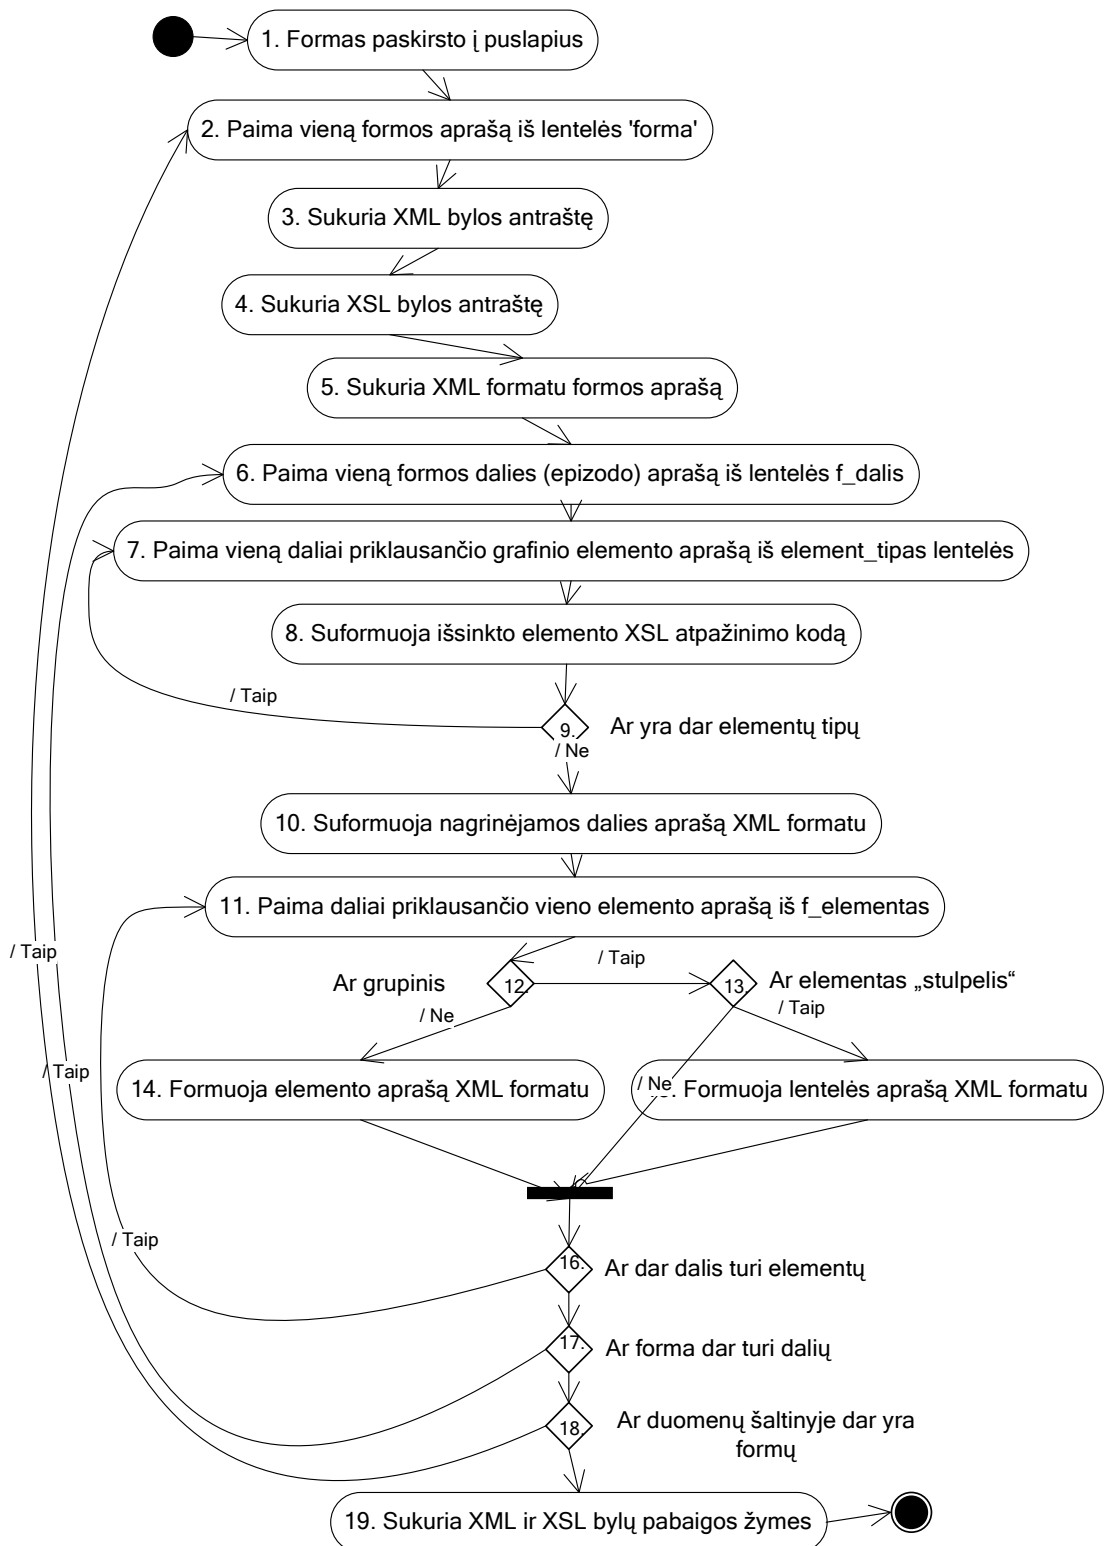 1. Formas paskirsto į puslapius
2. Paima vieną formos aprašą iš lentelės 'forma'
3. Sukuria XML bylos antraštę
4. Sukuria XSL bylos antraštę
5. Sukuria XML formatu formos aprašą
6. Paima vieną formos dalies (epizodo) aprašą iš lentelės f_dalis
7. Paima vieną daliai priklausančio grafinio elemento aprašą iš element_tipas lentelės
8. Suformuoja išsinkto elemento XSL atpažinimo kodą
/ Taip
9. Ar yra dar elementų tipų
/ Ne
10. Suformuoja nagrinėjamos dalies aprašą XML formatu
11. Paima daliai priklausančio vieno elemento aprašą iš f_elementas
/ Taip
/ Taip
Ar grupinis 12. 13. Ar elementas „stulpelis“
/ Ne
/ Taip
/ Taip
14. Formuoja elemento aprašą XML formatu
/ Ne
. Formuoja lentelės aprašą XML formatu
/ Taip
16. Ar dar dalis turi elementų
17. Ar forma dar turi dalių
18. Ar duomenų šaltinyje dar yra
formų
19. Sukuria XML ir XSL bylų pabaigos žymes